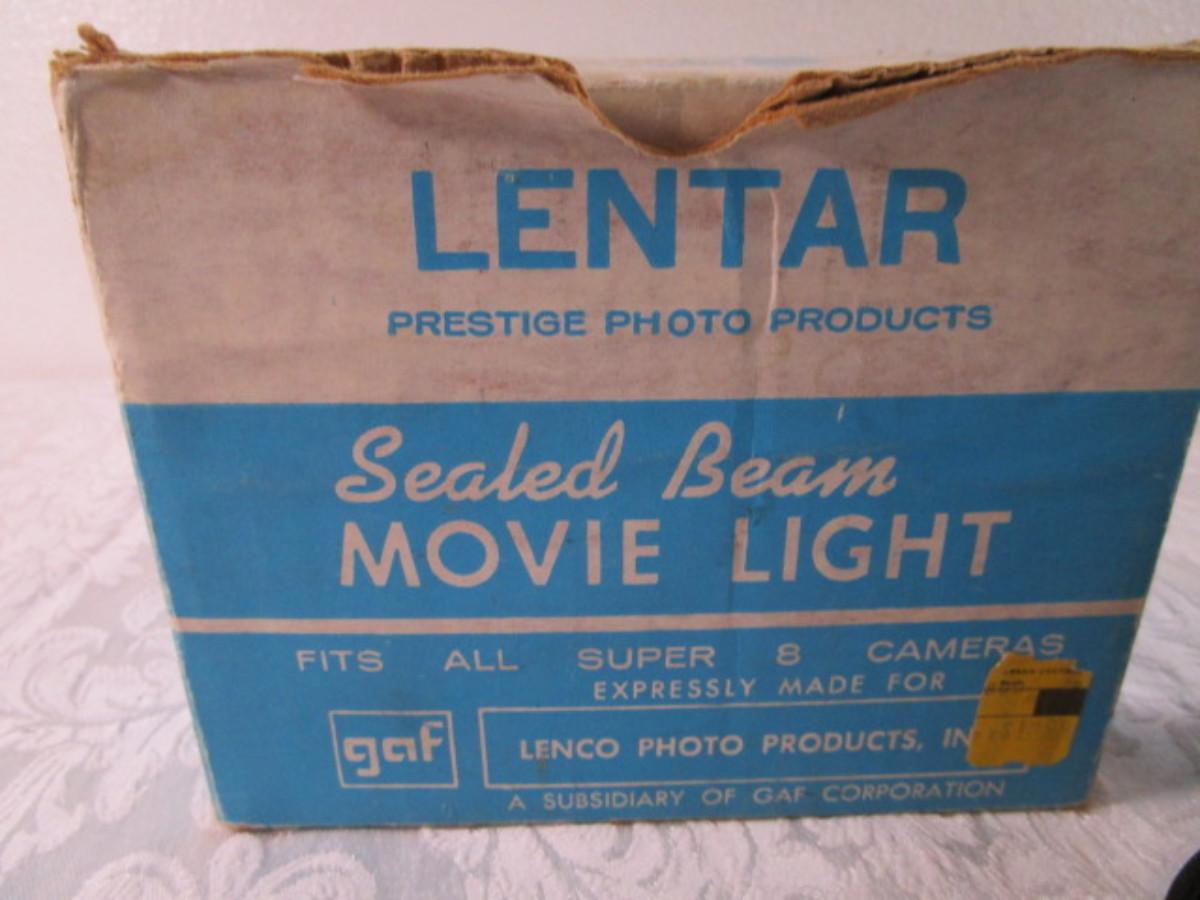 LENTAR
PRESTIGE PHOTO PRODUCTS
Sealed Beam
MOVIE LIGHT
FITS ALL SUPER 8 CAMERAS
EXPRESSLY MADE FOR
gaf
LENCO PHOTO PRODUCTS,
A SUBSIDIARY OF GAF CORPORATION